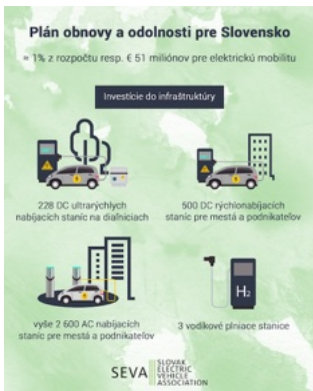 Plán obnovy a odolnosti pre Slovensko
≈ 1% z rozpočtu resp. € 51 miliónov pre elektrickú mobilitu
Investície do infraštruktúry
228 DC ultrarýchlych
nabíjacích staníc na diaľniciach
500 DC rýchlonabíjacích
staníc pre mestá a podnikateľov
vyše 2 600 AC nabíjacích
staníc pre mestá a podnikateľov
H₂
3 vodíkové plniace stanice
SEVA
SLOVAK
ELECTRIC
VEHICLE
ASSOCIATION